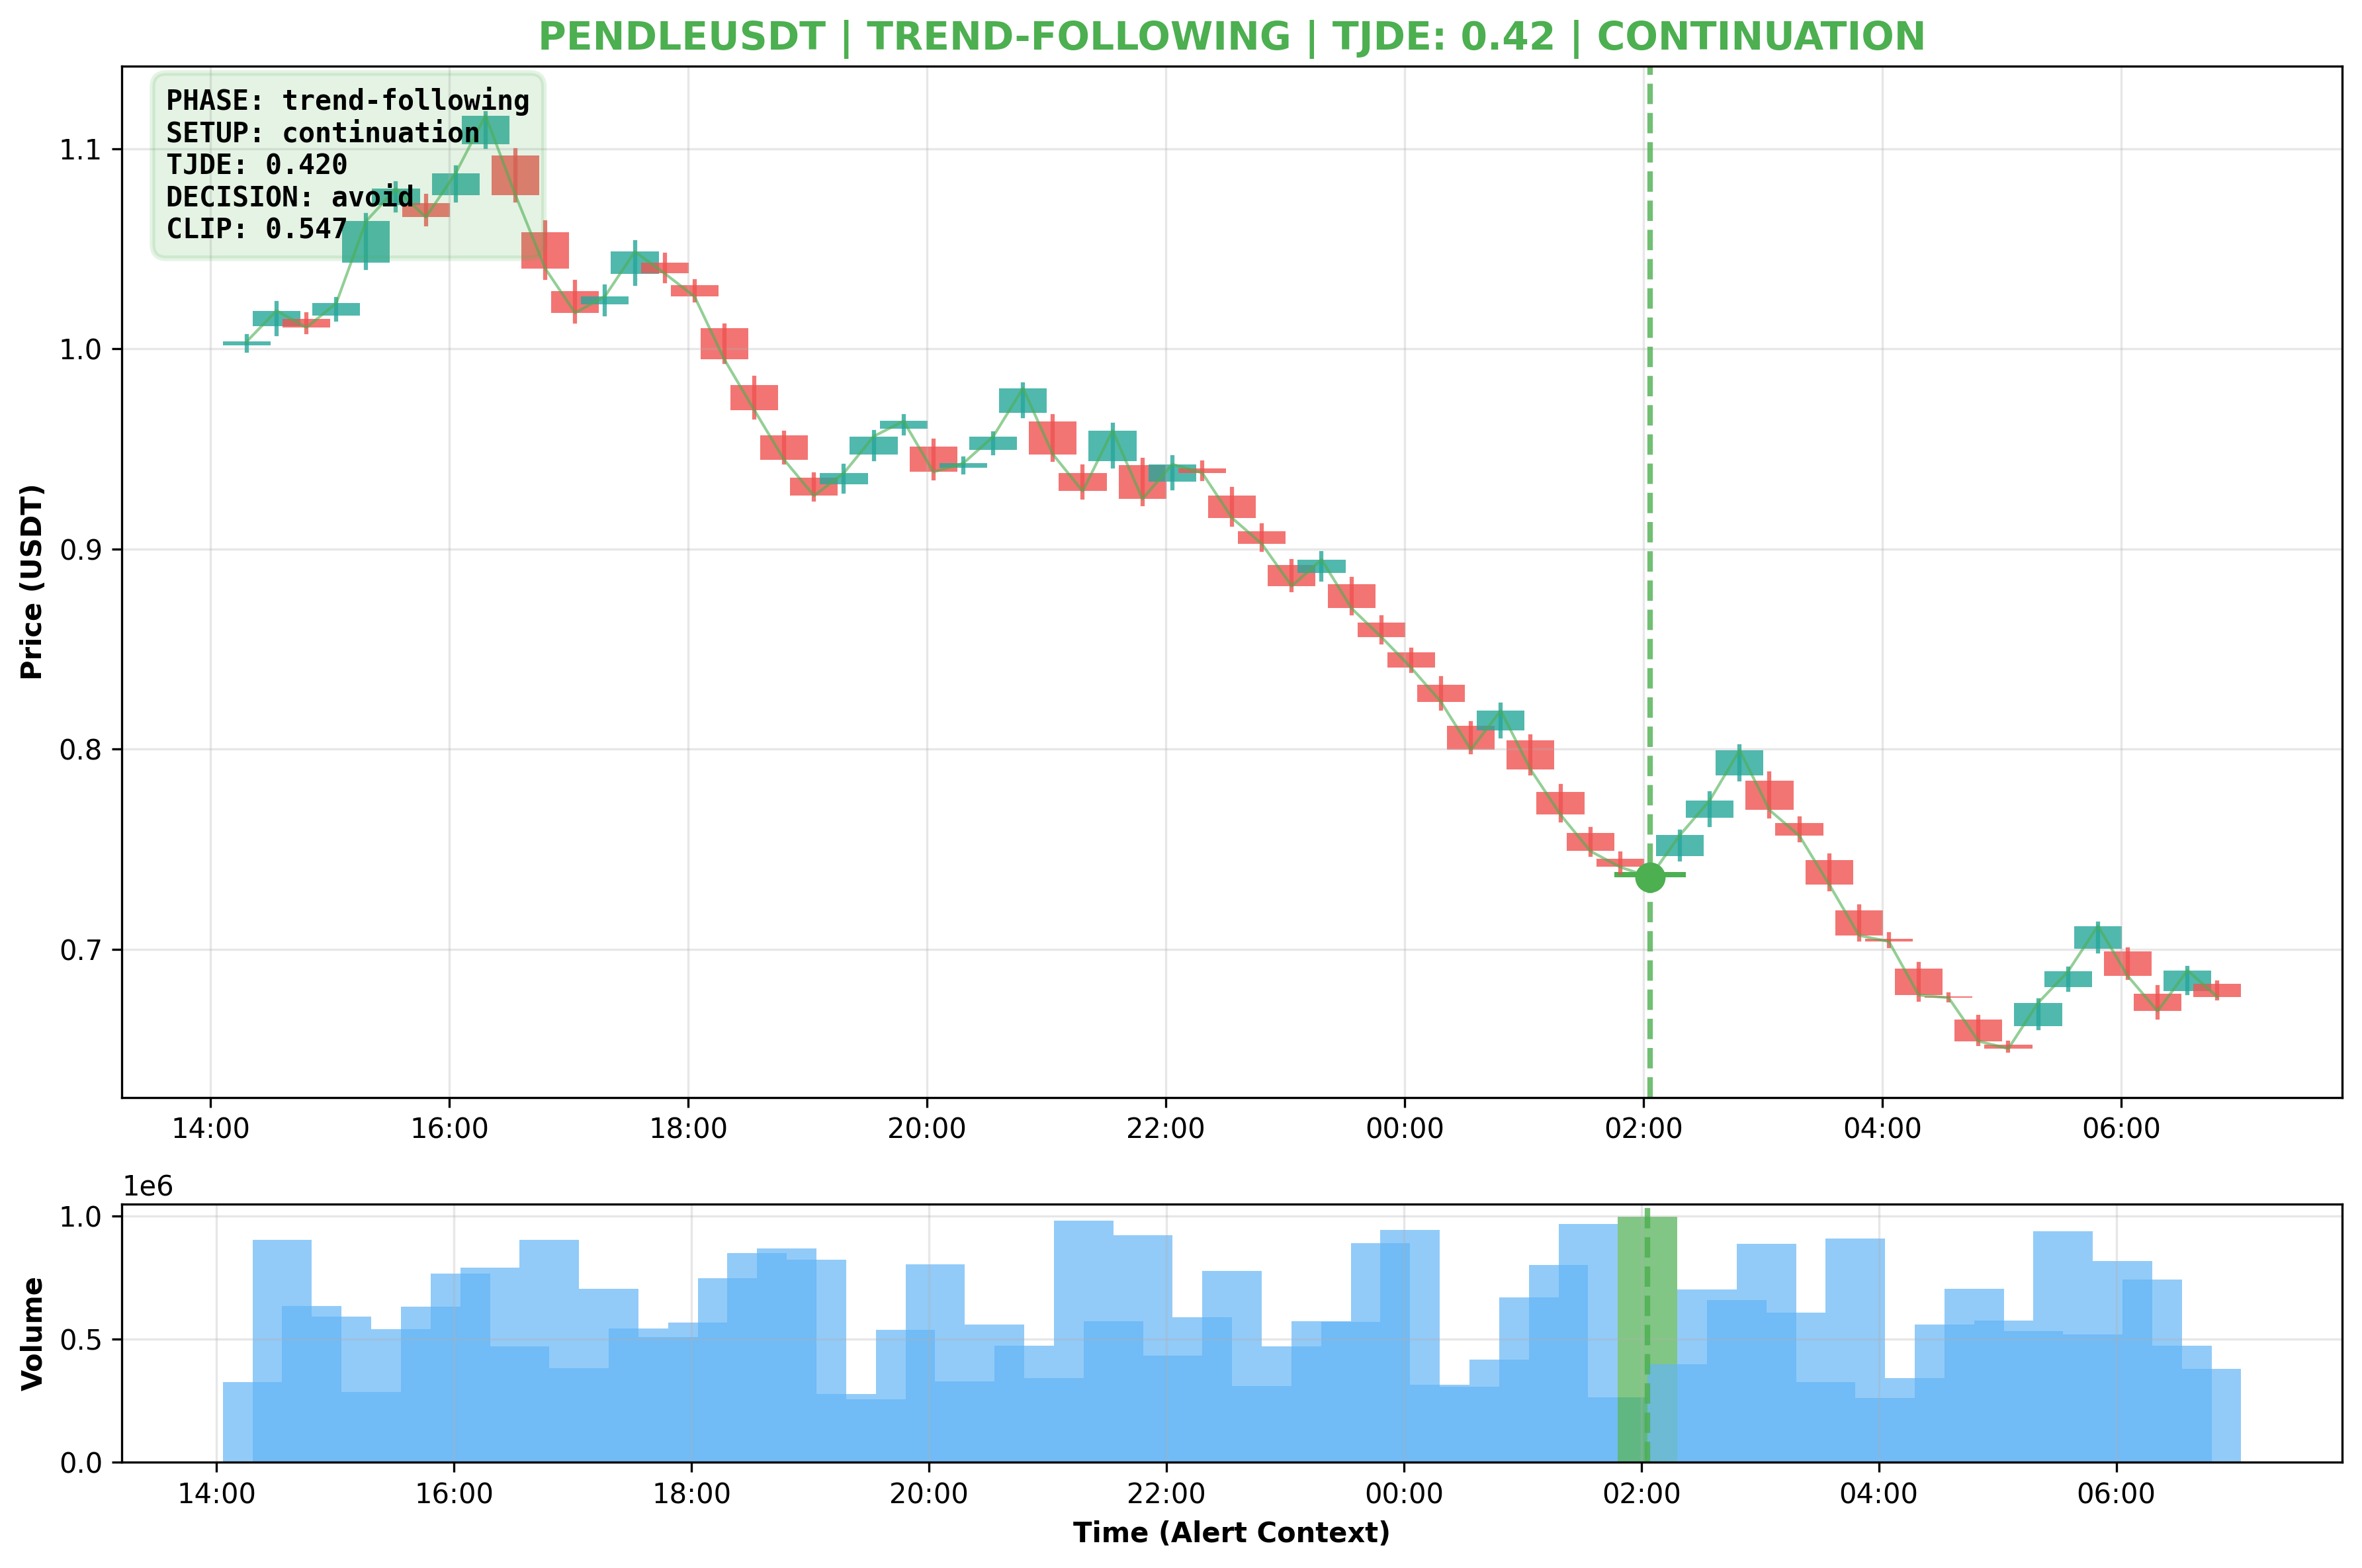 PENDLEUSDT | TREND-FOLLOWING | TJDE: 0.42 | CONTINUATION
PHASE: trend-following
SETUP: continuation
TJDE: 0.420
DECISION: avoid
CLIP: 0.547
Price (USDT)
1.1
1.0
0.9
0.8
0.7
14:00 16:00 18:00 20:00 22:00 00:00 02:00 04:00 06:00
1e6
Volume
1.0
0.5
0.0
14:00 16:00 18:00 20:00 22:00 00:00 02:00 04:00 06:00
Time (Alert Context)